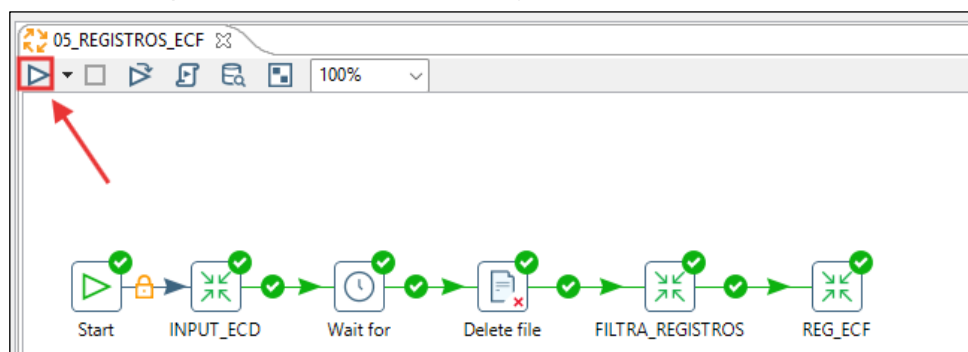 05_REGISTROS_ECF
100%
Start INPUT_ECD Wait for Delete file FILTRA_REGISTROS REG_ECF